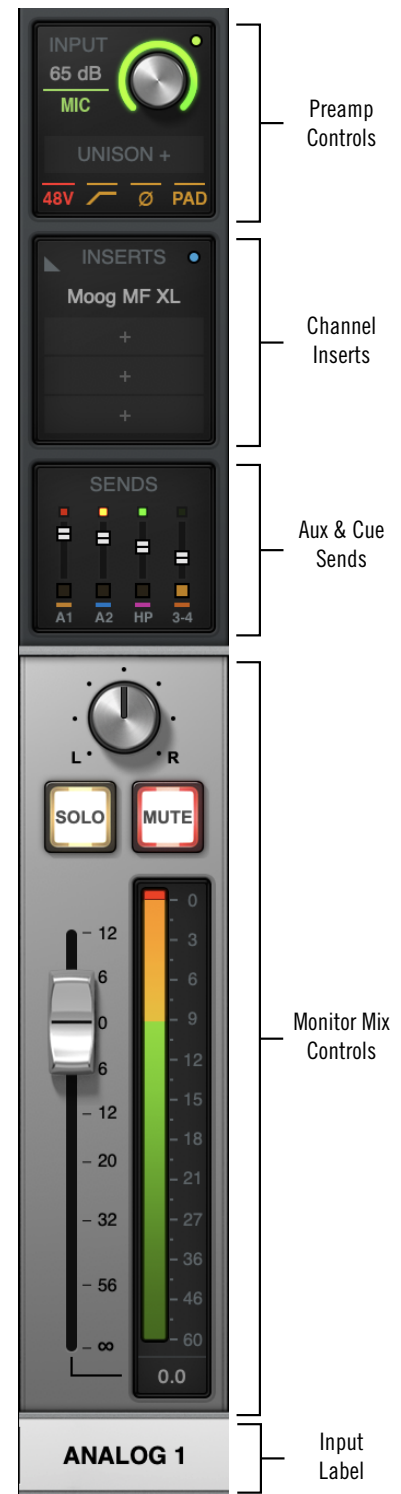 INPUT
65 dB
MIC
UNISON +
48V Ø PAD
Preamp
Controls
INSERTS
Moog MF XL
+
+
+
Channel
Inserts
SENDS
A1 A2 HP 3-4
Aux & Cue
Sends
L R
SOLO MUTE
12
6
0
6
12
20
32
56
∞
0
3
6
9
12
15
18
21
27
36
46
60
0.0
Monitor Mix
Controls
ANALOG 1
Input
Label